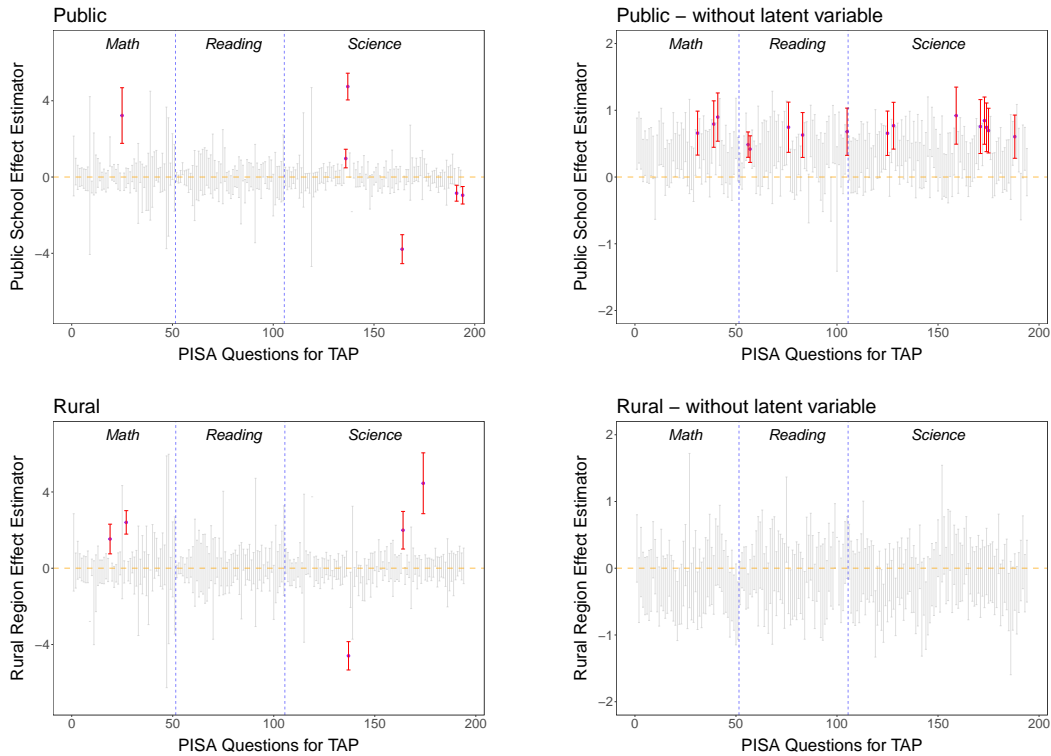 Public
Math Reading Science
Public School Effect Estimator
4
0
−4
0 50 100 150 200
PISA Questions for TAP
Public − without latent variable
Math Reading Science
Public School Effect Estimator
2
1
0
−1
−2
0 50 100 150 200
PISA Questions for TAP
Rural
Math Reading Science
Rural Region Effect Estimator
4
0
−4
0 50 100 150 200
PISA Questions for TAP
Rural − without latent variable
Math Reading Science
Rural Region Effect Estimator
2
1
0
−1
−2
0 50 100 150 200
PISA Questions for TAP